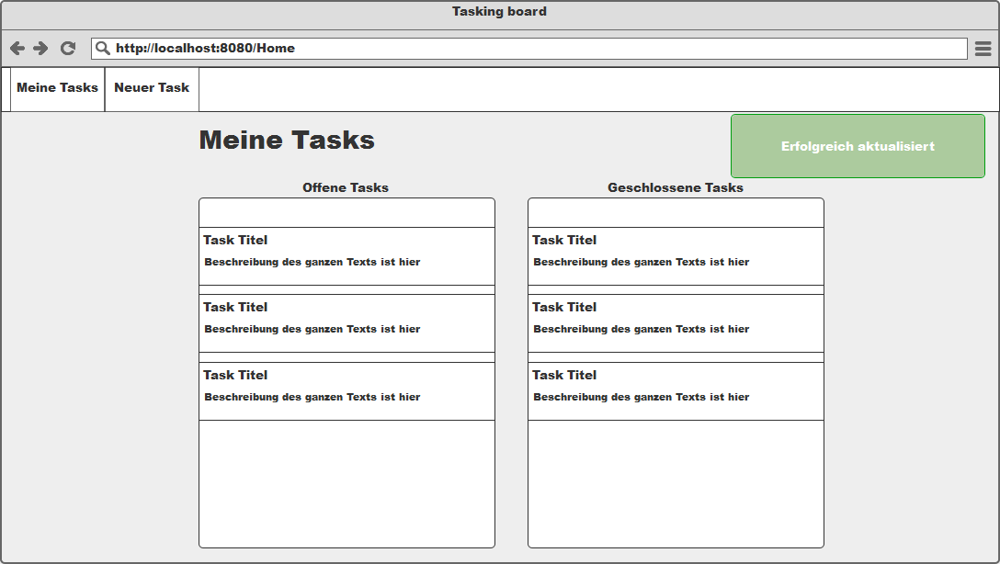 Tasking board
http://localhost:8080/Home
Meine Tasks
Neuer Task
Meine Tasks
Erfolgreich aktualisiert
Offene Tasks
Task Titel
Beschreibung des ganzen Texts ist hier
Task Titel
Beschreibung des ganzen Texts ist hier
Task Titel
Beschreibung des ganzen Texts ist hier
Geschlossene Tasks
Task Titel
Beschreibung des ganzen Texts ist hier
Task Titel
Beschreibung des ganzen Texts ist hier
Task Titel
Beschreibung des ganzen Texts ist hier